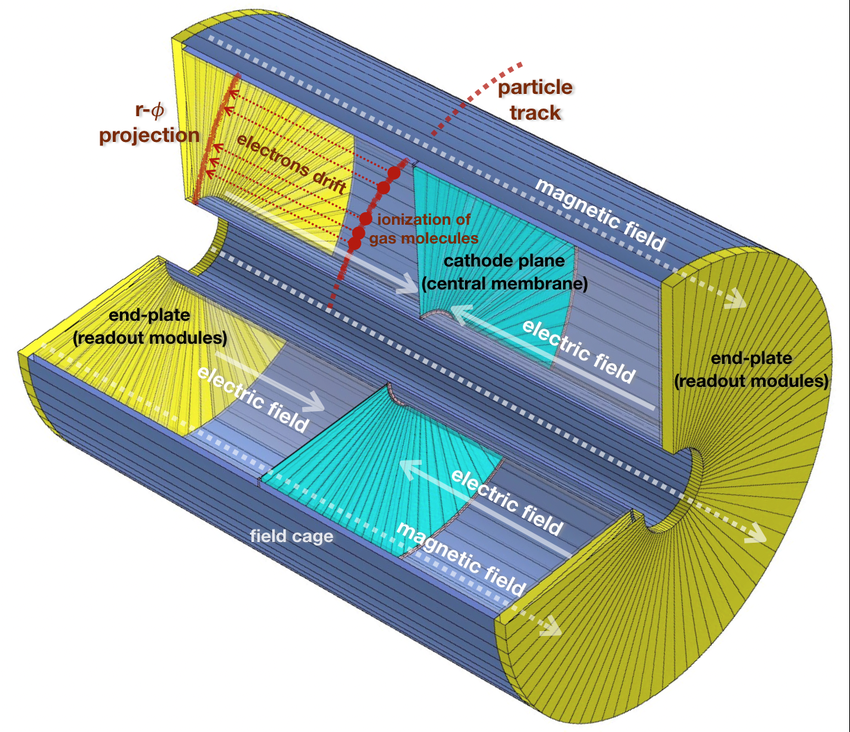 particle
track
r-ϕ
projection
electrons drift
magnetic field
ionization of
gas molecules
cathode plane
(central membrane)
end-plate
(readout modules)
electric field
end-plate
(readout modules)
electric field
electric field
magnetic field
field cage